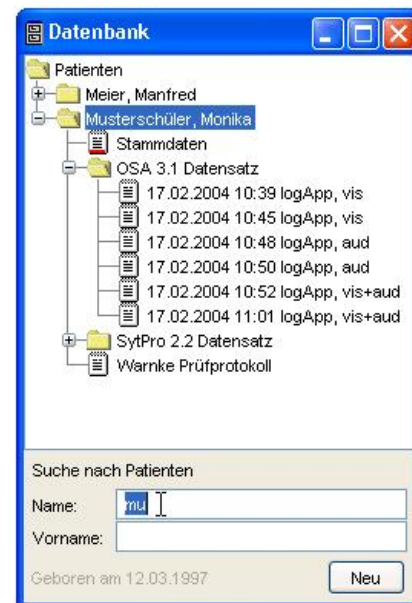 Datenbank
Patienten
Meier, Manfred
Musterschüler, Monika
Stammdaten
OSA 3.1 Datensatz
17.02.2004 10:39 logApp, vis
17.02.2004 10:45 logApp, vis
17.02.2004 10:48 logApp, aud
17.02.2004 10:50 logApp, aud
17.02.2004 10:52 logApp, vis+aud
17.02.2004 11:01 logApp, vis+aud
SytPro 2.2 Datensatz
Warnke Prüfprotokoll
Suche nach Patienten
Name: mu
Vorname:
Geboren am 12.03.1997 Neu